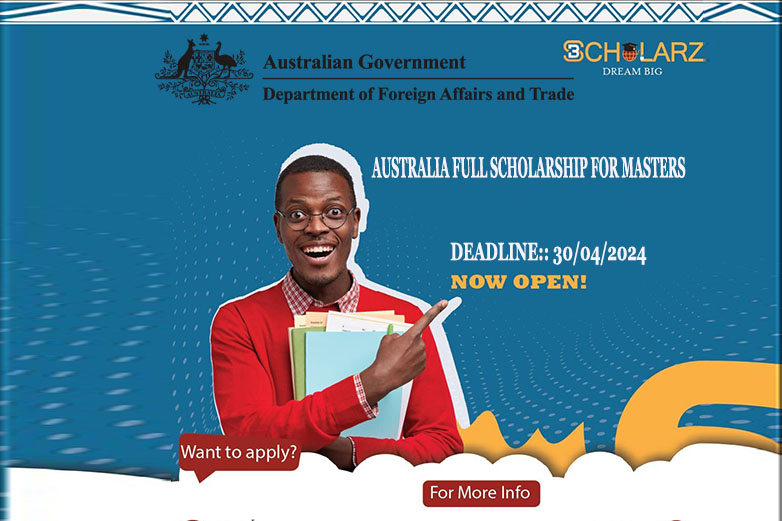 Australian Government
Department of Foreign Affairs and Trade
3SCHOLARZ
DREAM BIG
AUSTRALIA FULL SCHOLARSHIP FOR MASTERS
DEADLINE:: 30/04/2024
NOW OPEN!
Want to apply?
For More Info